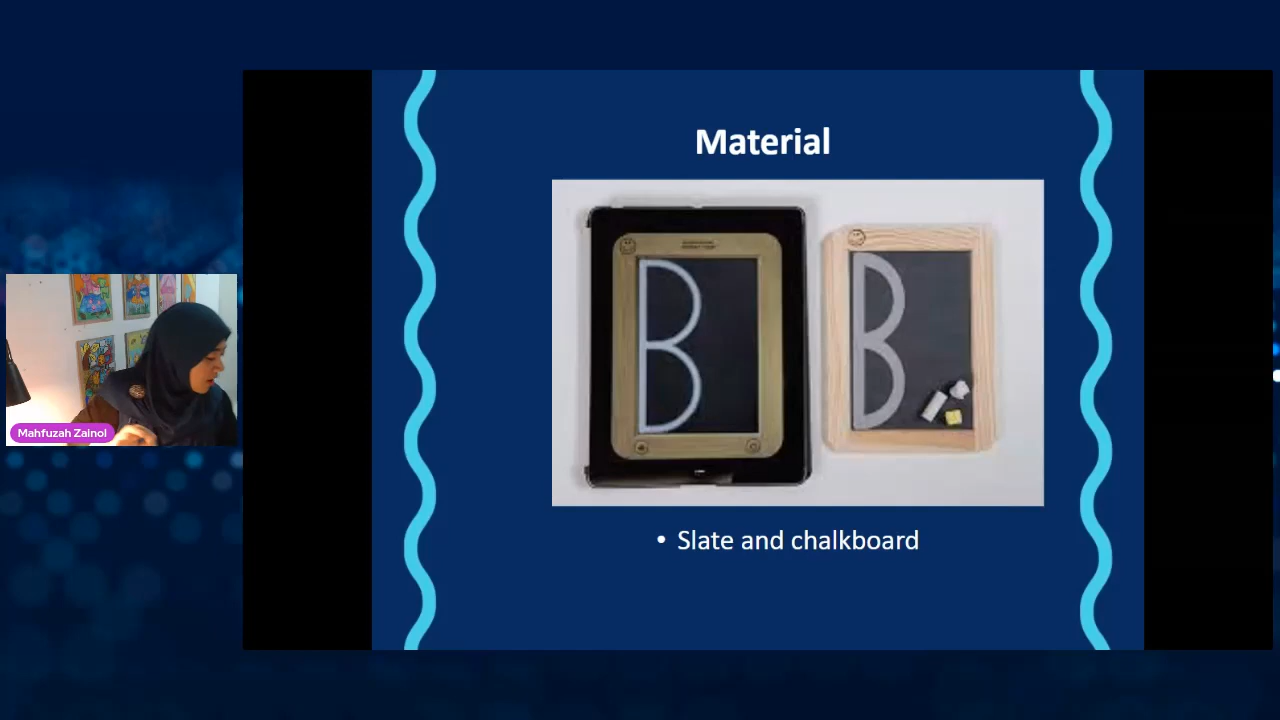 Material
B
B
• Slate and chalkboard
Mahfuzah Zainol